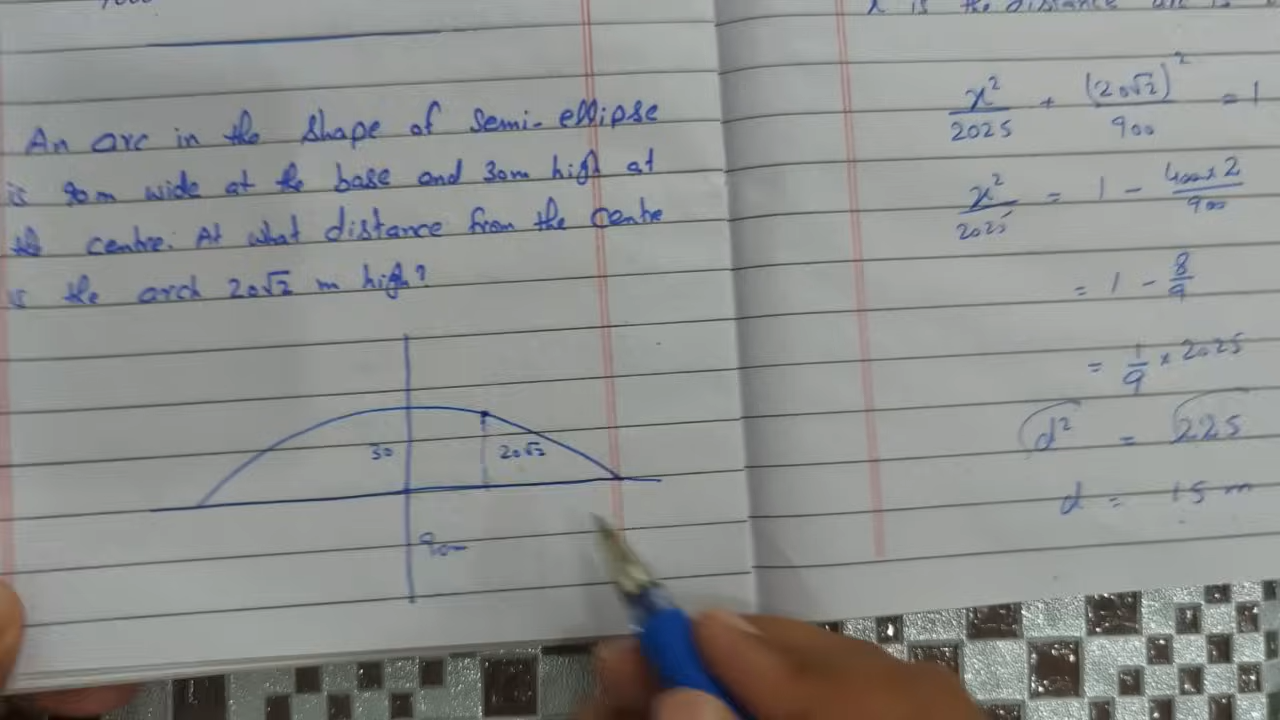 An arc in the shape of semi-ellipse
is 90m wide at the base and 30m high at
the centre. At what distance from the centre
is the arch 20√2 m high?
30
20√2
90m
x is the distance
x²/2025 + (20√2)²/900 = 1
x²/2025 = 1 - 400×2/900
= 1 - 8/9
= 1/9 × 2025
d² = 225
d = 15 m